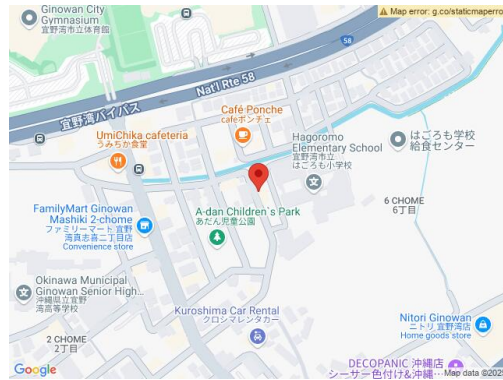 Ginowan City
Gymnasium
宜野湾市立体育館
Map error: g.co/staticmaperro
58
Nat'l Rte 58
宜野湾バイパス
Café Ponche
cafeポンチェ
UmiChika cafeteria
うみちか食堂
Hagoromo
Elementary School
宜野湾市立
はごろも小学校
はごろも学校
給食センター
6 CHOME
6丁目
FamilyMart Ginowan
Mashiki 2-chome
ファミリーマート 宜野
湾真志喜二丁目店
Convenience store
A-dan Children's Park
あだん児童公園
Okinawa Municipal
Ginowan Senior High...
沖縄県立宜野
湾高等学校
Kuroshima Car Rental
クロシマレンタカー
2 CHOME
2丁目
Nitori Ginowan
ニトリ 宜野湾店
Home goods store
DECOPANIC 沖縄店
シーサー色付け&沖縄...
Google
Map data ©202